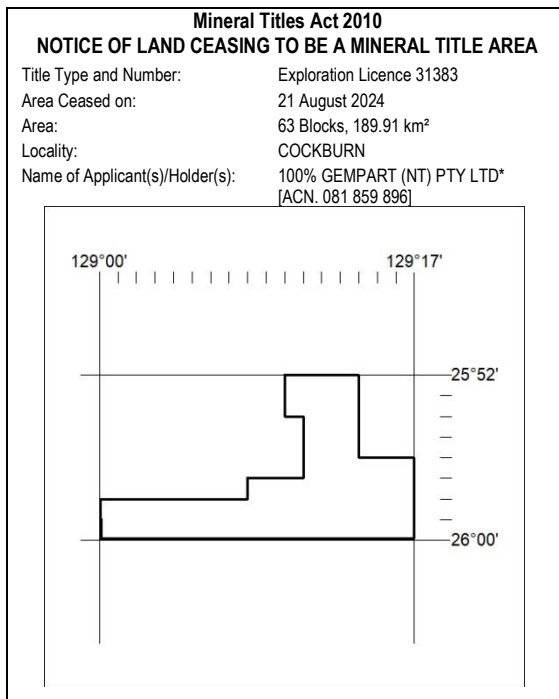 Mineral Titles Act 2010
NOTICE OF LAND CEASING TO BE A MINERAL TITLE AREA
Title Type and Number: Exploration Licence 31383
Area Ceased on: 21 August 2024
Area: 63 Blocks, 189.91 km²
Locality: COCKBURN
Name of Applicant(s)/Holder(s): 100% GEMPART (NT) PTY LTD*
[ACN. 081 859 896]
129°00' 129°17'
25°52'
26°00'